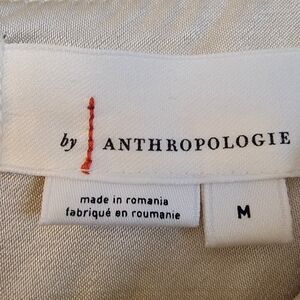 by ANTHROPOLOGIE
made in romania
fabriqué en roumanie
M